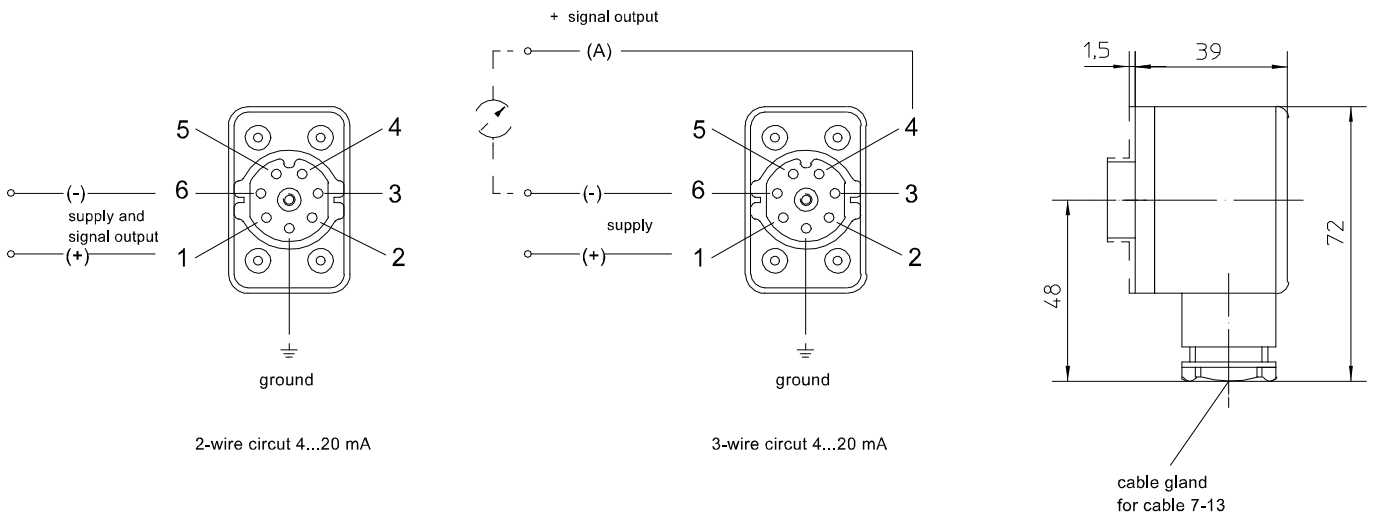 + signal output
(A)
1,5
39
5
4
5
4
(-)
6
3
(-)
6
3
supply and
signal output
supply
(+)
1
2
(+)
1
2
48
72
ground
ground
2-wire circut 4...20 mA
3-wire circut 4...20 mA
cable gland
for cable 7-13